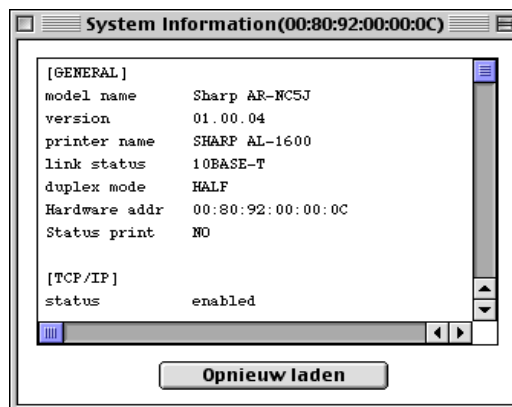 System Information(00:80:92:00:00:0C)
[GENERAL]
model name Sharp AR-NC5J
version 01.00.04
printer name SHARP AL-1600
link status 10BASE-T
duplex mode HALF
Hardware addr 00:80:92:00:00:0C
Status print NO
[TCP/IP]
status enabled
Opnieuw laden